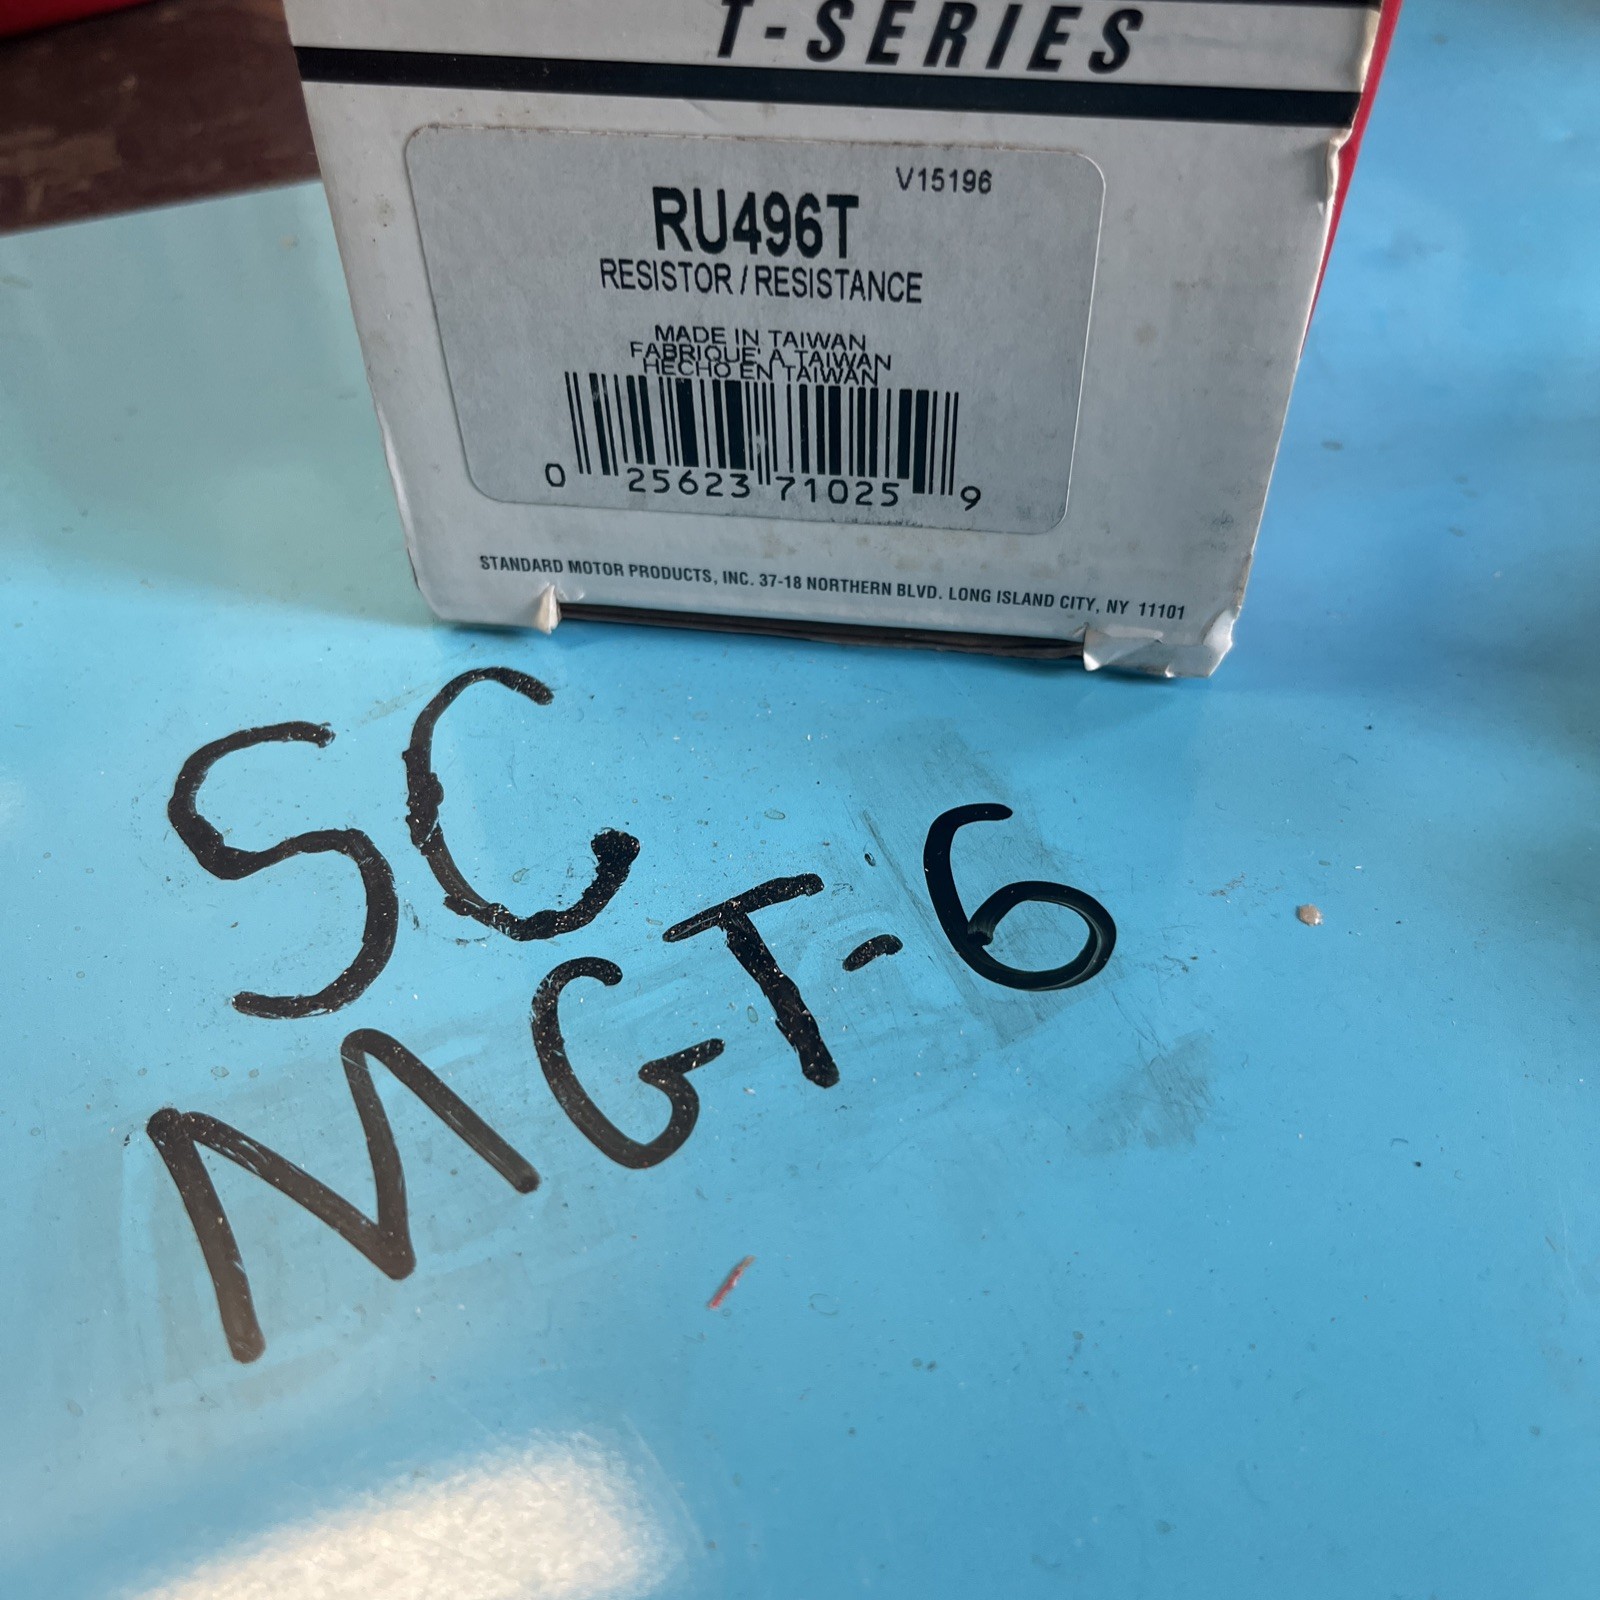 T-SERIES
V15196
RU496T
RESISTOR / RESISTANCE
MADE IN TAIWAN
FABRIQUE' A TAIWAN
HECHO EN TAIWAN
0 25623 71025 9
STANDARD MOTOR PRODUCTS, INC. 37-18 NORTHERN BLVD. LONG ISLAND CITY, NY 11101
SC
MGT-6